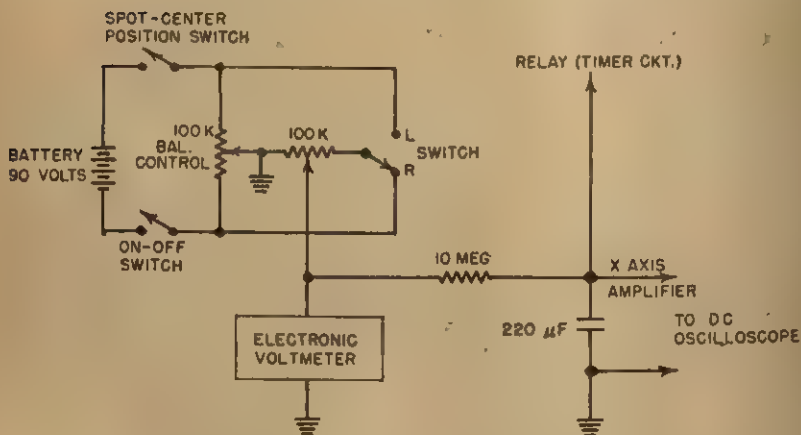 SPOT-CENTER
POSITION SWITCH
RELAY (TIMER CKT.)
100 K
BAL.
CONTROL
100 K
L
SWITCH
R
BATTERY
90 VOLTS
ON-OFF
SWITCH
10 MEG
X AXIS
AMPLIFIER
220 µF
TO DC
OSCILLOSCOPE
ELECTRONIC
VOLTMETER